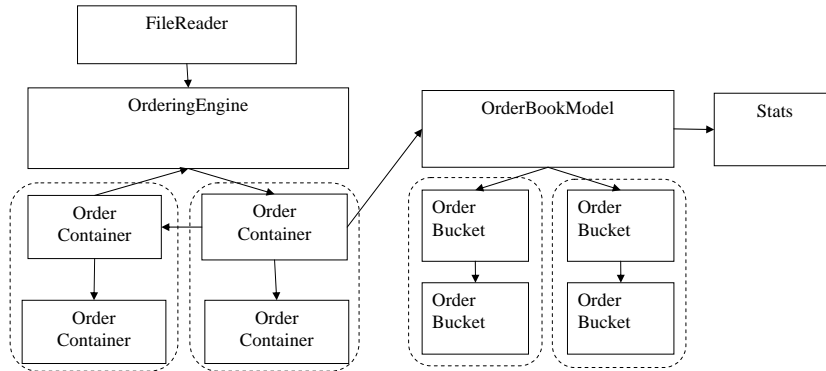 FileReader
OrderingEngine
OrderBookModel
Stats
Order
Container
Order
Container
Order
Bucket
Order
Bucket
Order
Container
Order
Container
Order
Bucket
Order
Bucket